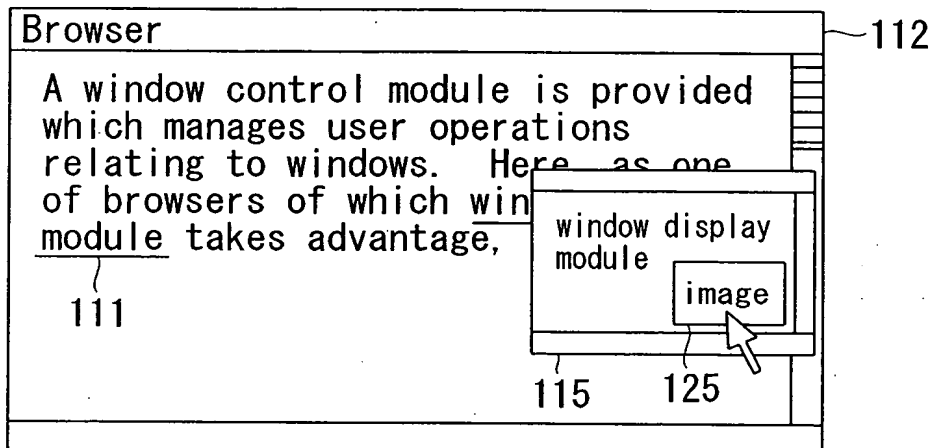 Browser
112
A window control module is provided
which manages user operations
relating to windows. Here, as one
of browsers of which win
module takes advantage,
window display
module
image
111
115
125